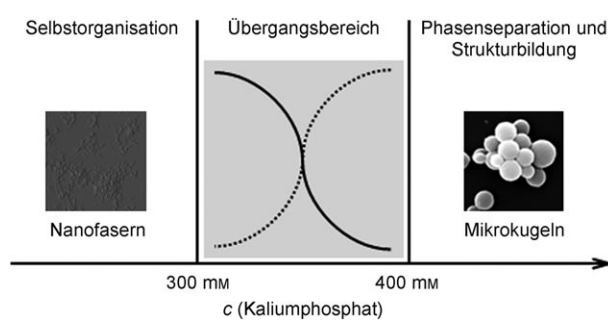 Selbstorganisation
Übergangsbereich
Phasenseparation und
Strukturbildung
Nanofasern
Mikrokugeln
300 mM
400 mM
c (Kaliumphosphat)